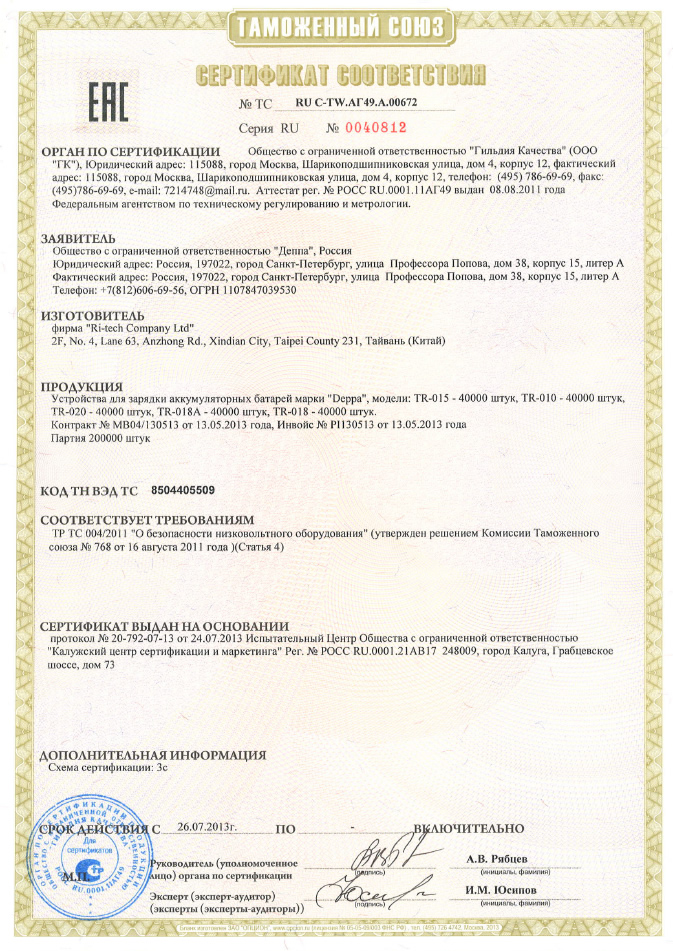 ТАМОЖЕННЫЙ СОЮЗ
СЕРТИФИКАТ СООТВЕТСТВИЯ
ЕАС
№ ТС RU C-TW.АГ49.А.00672
Серия RU № 0040812
ОРГАН ПО СЕРТИФИКАЦИИ Общество с ограниченной ответственностью "Гильдия Качества" (ООО
"ГК"), Юридический адрес: 115088, город Москва, Шарикоподшипниковская улица, дом 4, корпус 12, фактический
адрес: 115088, город Москва, Шарикоподшипниковская улица, дом 4, корпус 12, телефон: (495) 786-69-69, факс:
(495)786-69-69, e-mail: 7214748@mail.ru. Аттестат рег. № РОСС RU.0001.11АГ49 выдан 08.08.2011 года
Федеральным агентством по техническому регулированию и метрологии.
ЗАЯВИТЕЛЬ
Общество с ограниченной ответственностью "Деппа", Россия
Юридический адрес: Россия, 197022, город Санкт-Петербург, улица Профессора Попова, дом 38, корпус 15, литер А
Фактический адрес: Россия, 197022, город Санкт-Петербург, улица Профессора Попова, дом 38, корпус 15, литер А
Телефон: +7(812)606-69-56, ОГРН 1107847039530
ИЗГОТОВИТЕЛЬ
фирма "Ri-tech Company Ltd"
2F, No. 4, Lane 63, Anzhong Rd., Xindian City, Taipei County 231, Тайвань (Китай)
ПРОДУКЦИЯ
Устройства для зарядки аккумуляторных батарей марки "Deppa", модели: TR-015 - 40000 штук, TR-010 - 40000 штук,
TR-020 - 40000 штук, TR-018A - 40000 штук, TR-018 - 40000 штук.
Контракт № MB04/130513 от 13.05.2013 года, Инвойс № PI130513 от 13.05.2013 года
Партия 200000 штук
КОД ТН ВЭД ТС 8504405509
СООТВЕТСТВУЕТ ТРЕБОВАНИЯМ
ТР ТС 004/2011 "О безопасности низковольтного оборудования" (утвержден решением Комиссии Таможенного
союза № 768 от 16 августа 2011 года )(Статья 4)
СЕРТИФИКАТ ВЫДАН НА ОСНОВАНИИ
протокол № 20-792-07-13 от 24.07.2013 Испытательный Центр Общества с ограниченной ответственностью
"Калужский центр сертификации и маркетинга" Рег. № РОСС RU.0001.21АВ17 248009, город Калуга, Грабцевское
шоссе, дом 73
ДОПОЛНИТЕЛЬНАЯ ИНФОРМАЦИЯ
Схема сертификации: 3с
СРОК ДЕЙСТВИЯ С 26.07.2013г. ПО - ВКЛЮЧИТЕЛЬНО
ОРГАН ПО СЕРТИФИКАЦИИ ПРОДУКЦИИ
"ГИЛЬДИЯ КАЧЕСТВА"
Для
сертификатов
РОСС RU.0001.11АГ49
М.П.
Руководитель (уполномоченное
лицо) органа по сертификации
(подпись)
А.В. Рябцев
(инициалы, фамилия)
Эксперт (эксперт-аудитор)
(эксперты (эксперты-аудиторы))
(подпись)
И.М. Юсипов
(инициалы, фамилия)